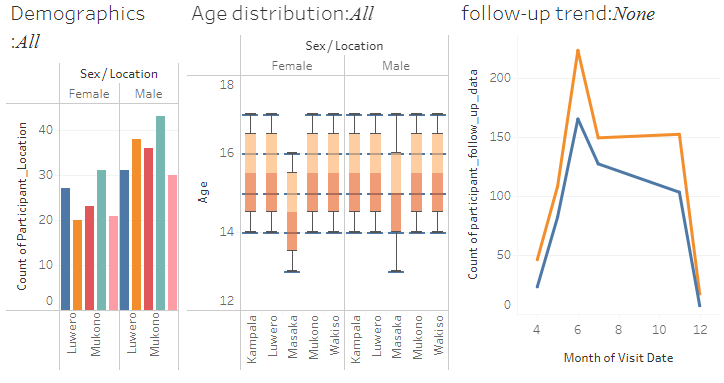 Demographics
:All
Sex / Location
Female
Male
Count of Participant_Location
40
30
20
10
0
Luwero
Mukono
Luwero
Mukono
Age distribution:All
Sex / Location
Female
Male
Age
18
16
14
12
Kampala
Luwero
Masaka
Mukono
Wakiso
Kampala
Luwero
Masaka
Mukono
Wakiso
follow-up trend:None
Count of participant_follow_up_data
200
150
100
50
0
4
6
8
10
12
Month of Visit Date